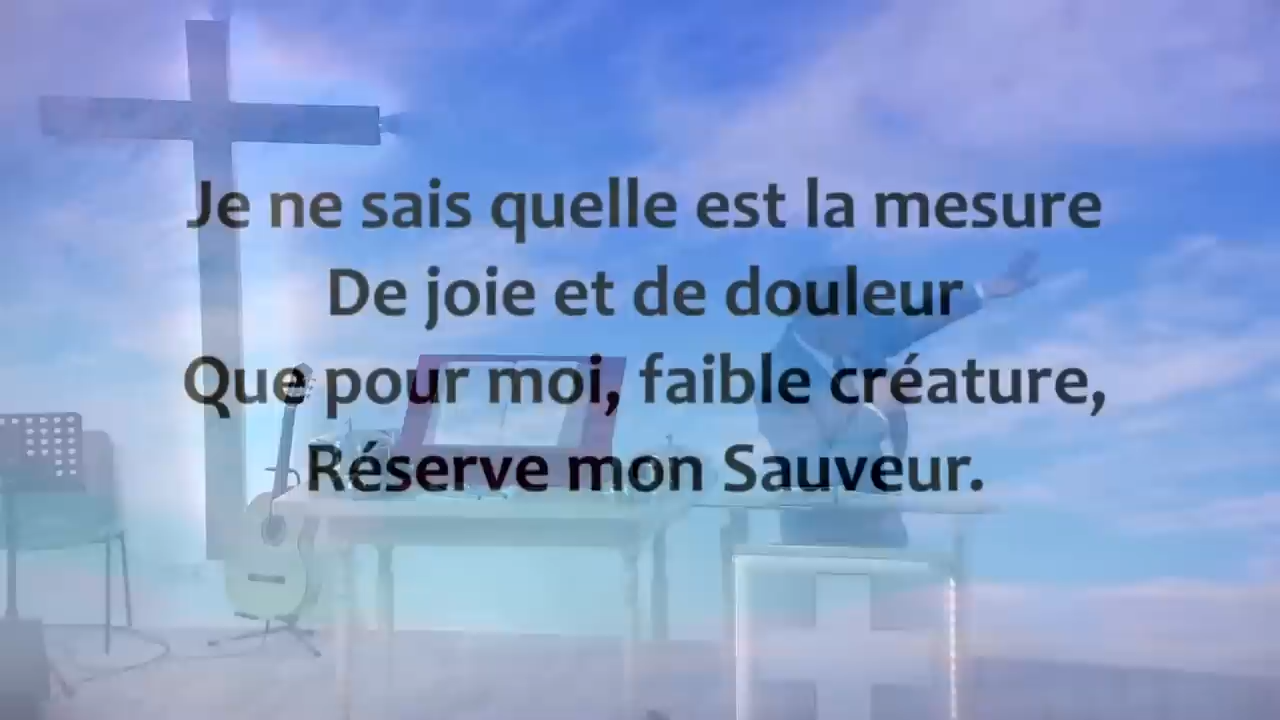 Je ne sais quelle est la mesure
De joie et de douleur
Que pour moi, faible créature,
Réserve mon Sauveur.